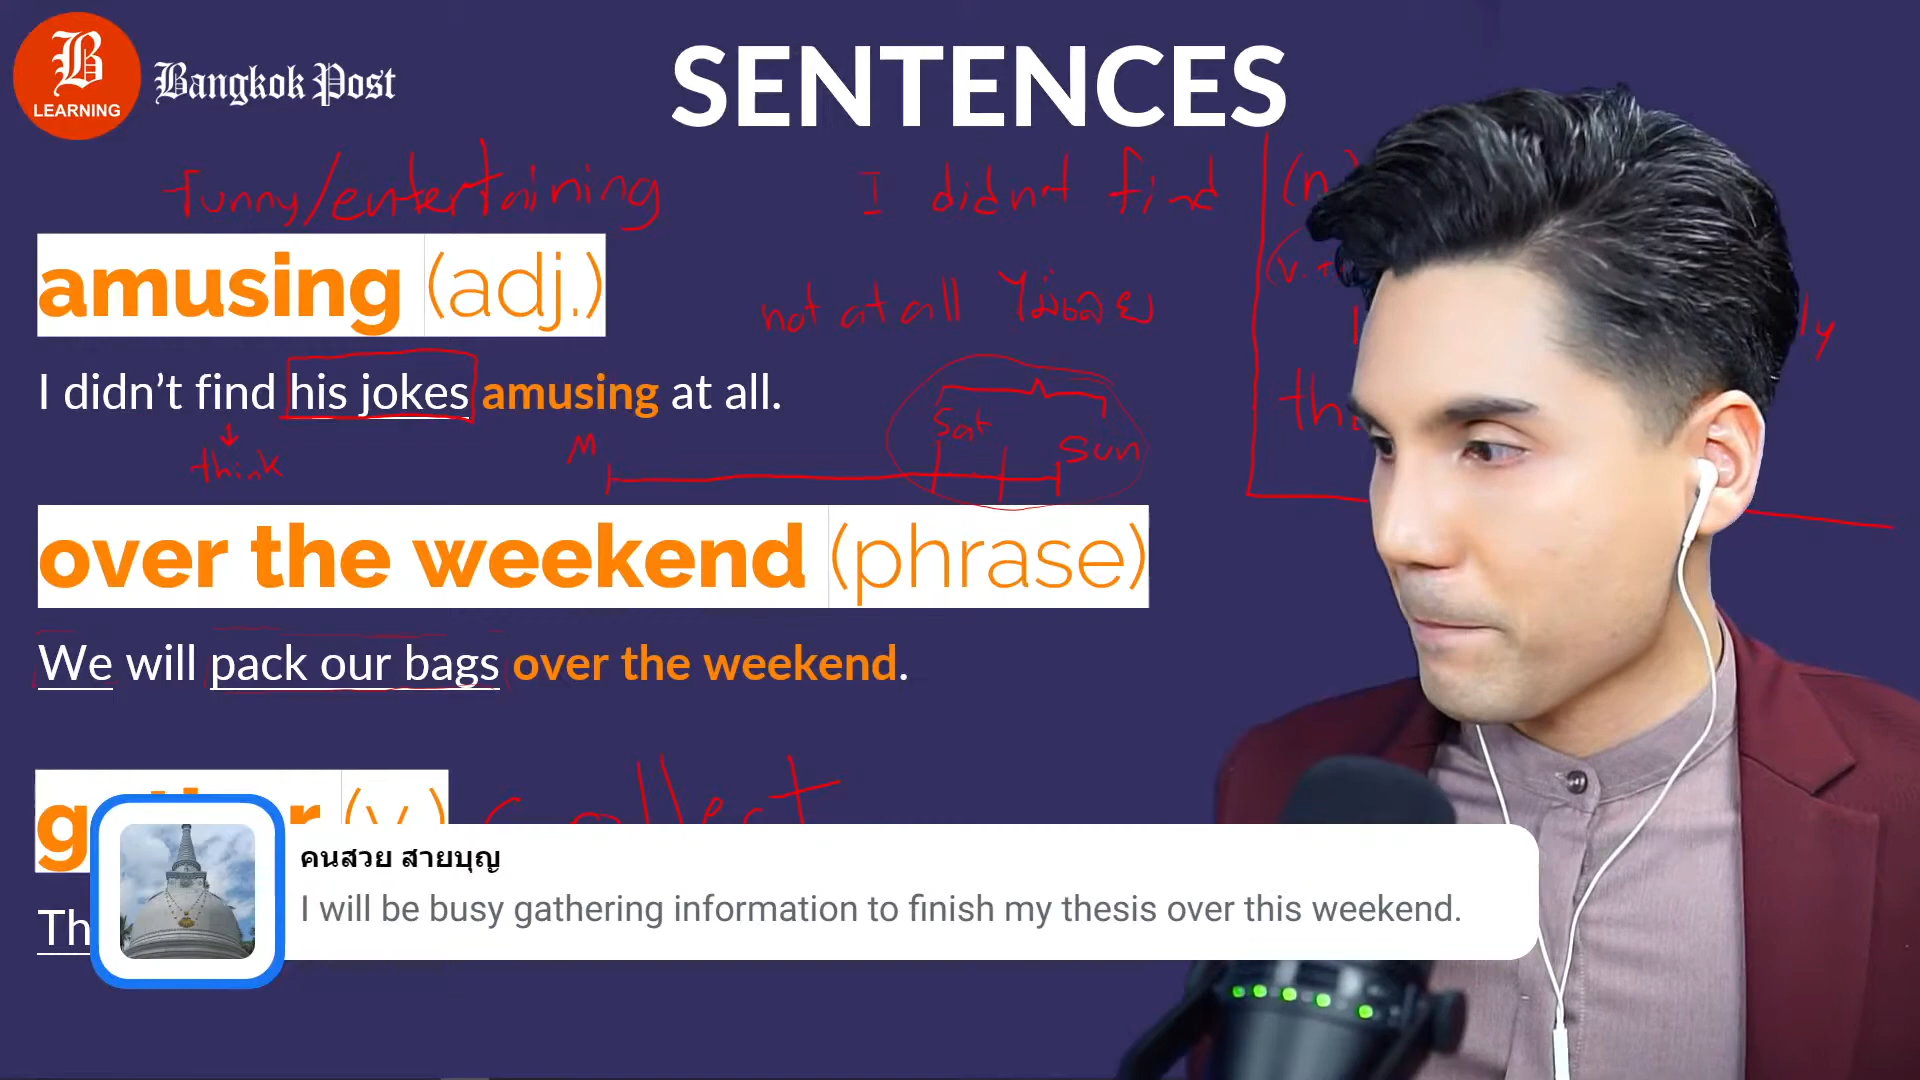 B
LEARNING
Bangkok Post
SENTENCES
funny/entertaining
I didn't find
(n
amusing (adj.)
not at all ไม่เลย
(v.
ly
I didn't find his jokes amusing at all.
think
M
Sat
Sun
over the weekend (phrase)
We will pack our bags over the weekend.
(v.)
collect
คนสวย สายบุญ
I will be busy gathering information to finish my thesis over this weekend.
Th